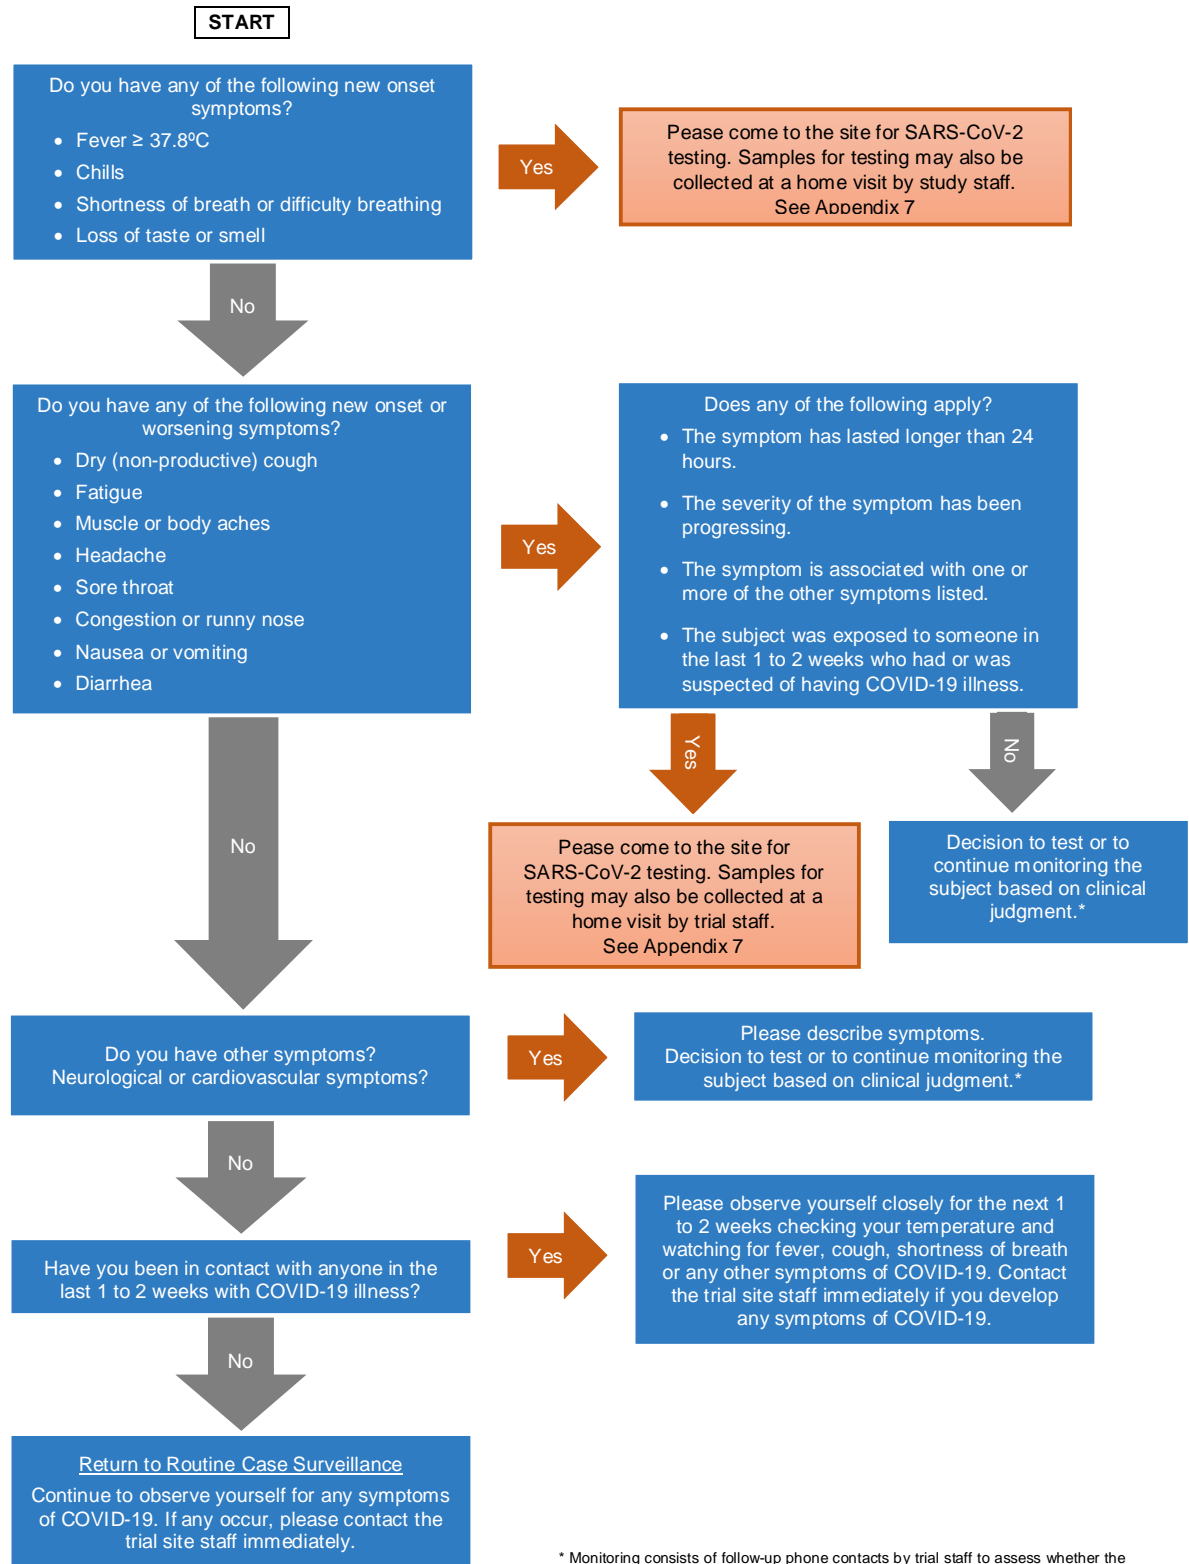 START
Do you have any of the following new onset
symptoms?
• Fever ≥ 37.8ºC
• Chills
• Shortness of breath or difficulty breathing
• Loss of taste or smell
Yes
Pease come to the site for SARS-CoV-2
testing. Samples for testing may also be
collected at a home visit by study staff.
See Appendix 7
No
Do you have any of the following new onset or
worsening symptoms?
• Dry (non-productive) cough
• Fatigue
• Muscle or body aches
• Headache
• Sore throat
• Congestion or runny nose
• Nausea or vomiting
• Diarrhea
Yes
Does any of the following apply?
• The symptom has lasted longer than 24
hours.
• The severity of the symptom has been
progressing.
• The symptom is associated with one or
more of the other symptoms listed.
• The subject was exposed to someone in
the last 1 to 2 weeks who had or was
suspected of having COVID-19 illness.
Yes
No
Pease come to the site for
SARS-CoV-2 testing. Samples for
testing may also be collected at a
home visit by trial staff.
See Appendix 7
Decision to test or to
continue monitoring the
subject based on clinical
judgment.*
No
Do you have other symptoms?
Neurological or cardiovascular symptoms?
Yes
Please describe symptoms.
Decision to test or to continue monitoring the
subject based on clinical judgment.*
No
Have you been in contact with anyone in the
last 1 to 2 weeks with COVID-19 illness?
Yes
Please observe yourself closely for the next 1
to 2 weeks checking your temperature and
watching for fever, cough, shortness of breath
or any other symptoms of COVID-19. Contact
the trial site staff immediately if you develop
any symptoms of COVID-19.
No
Return to Routine Case Surveillance
Continue to observe yourself for any symptoms
of COVID-19. If any occur, please contact the
trial site staff immediately.
* Monitoring consists of follow-up phone contacts by trial staff to assess whether the